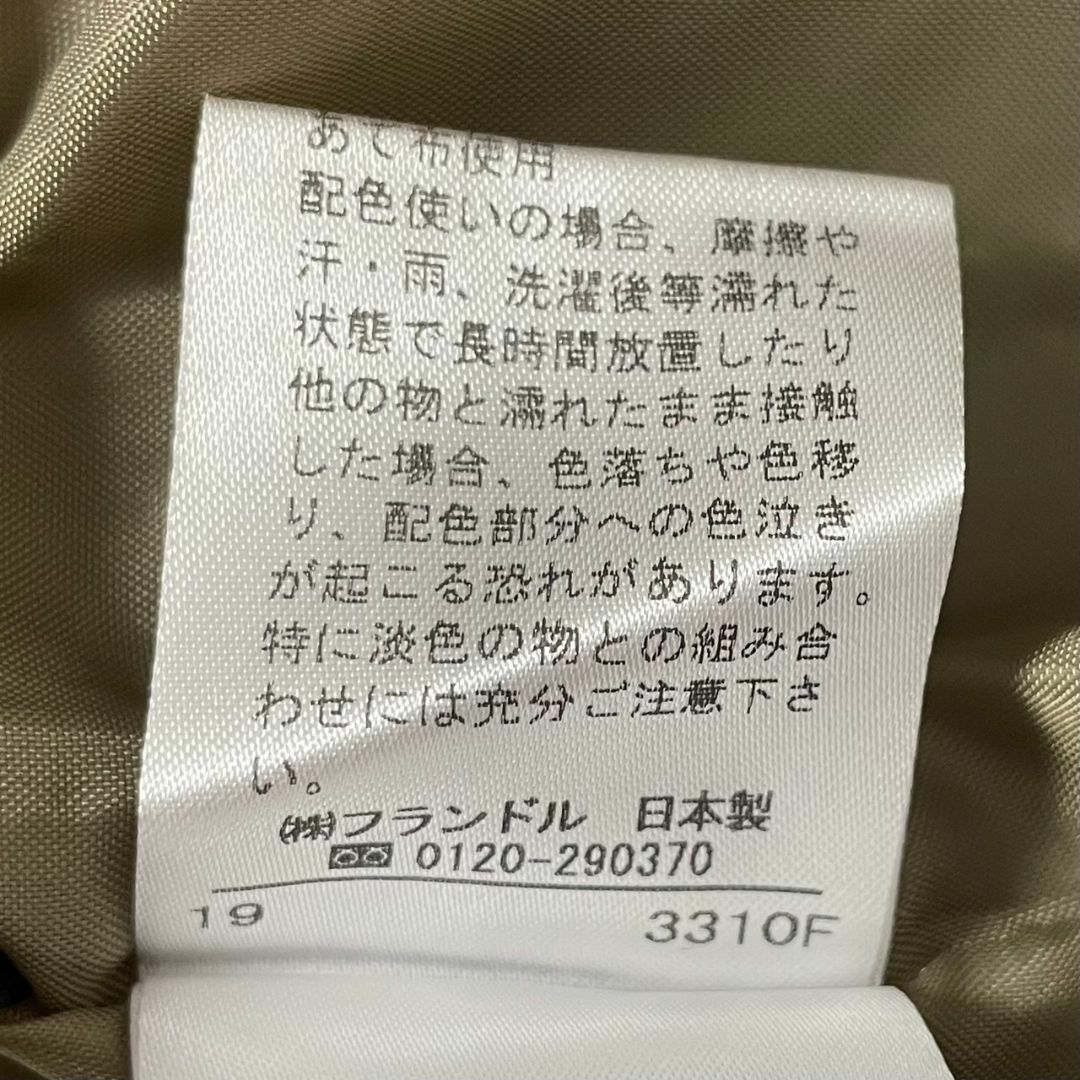 あて布使用
配色使いの場合、摩擦や
汗・雨、洗濯後等濡れた
状態で長時間放置したり
他の物と濡れたまま接触
した場合、色落ちや色移
り、配色部分への色泣き
が起こる恐れがあります。
特に淡色の物との組み合
わせには充分ご注意下さ
い。
㈱フランドル 日本製
0120-290370
19 3310F